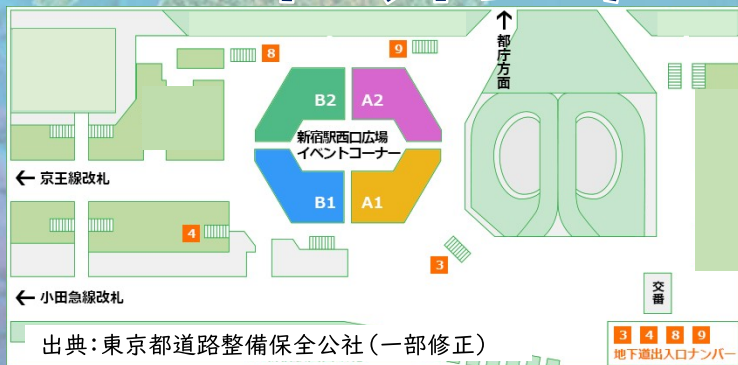 8
9
都庁方面
B2
A2
新宿駅西口広場
イベントコーナー
B1
A1
← 京王線改札
4
3
← 小田急線改札
交番
出典:東京都道路整備保全公社(一部修正)
3 4 8 9
地下道出入口ナンバー